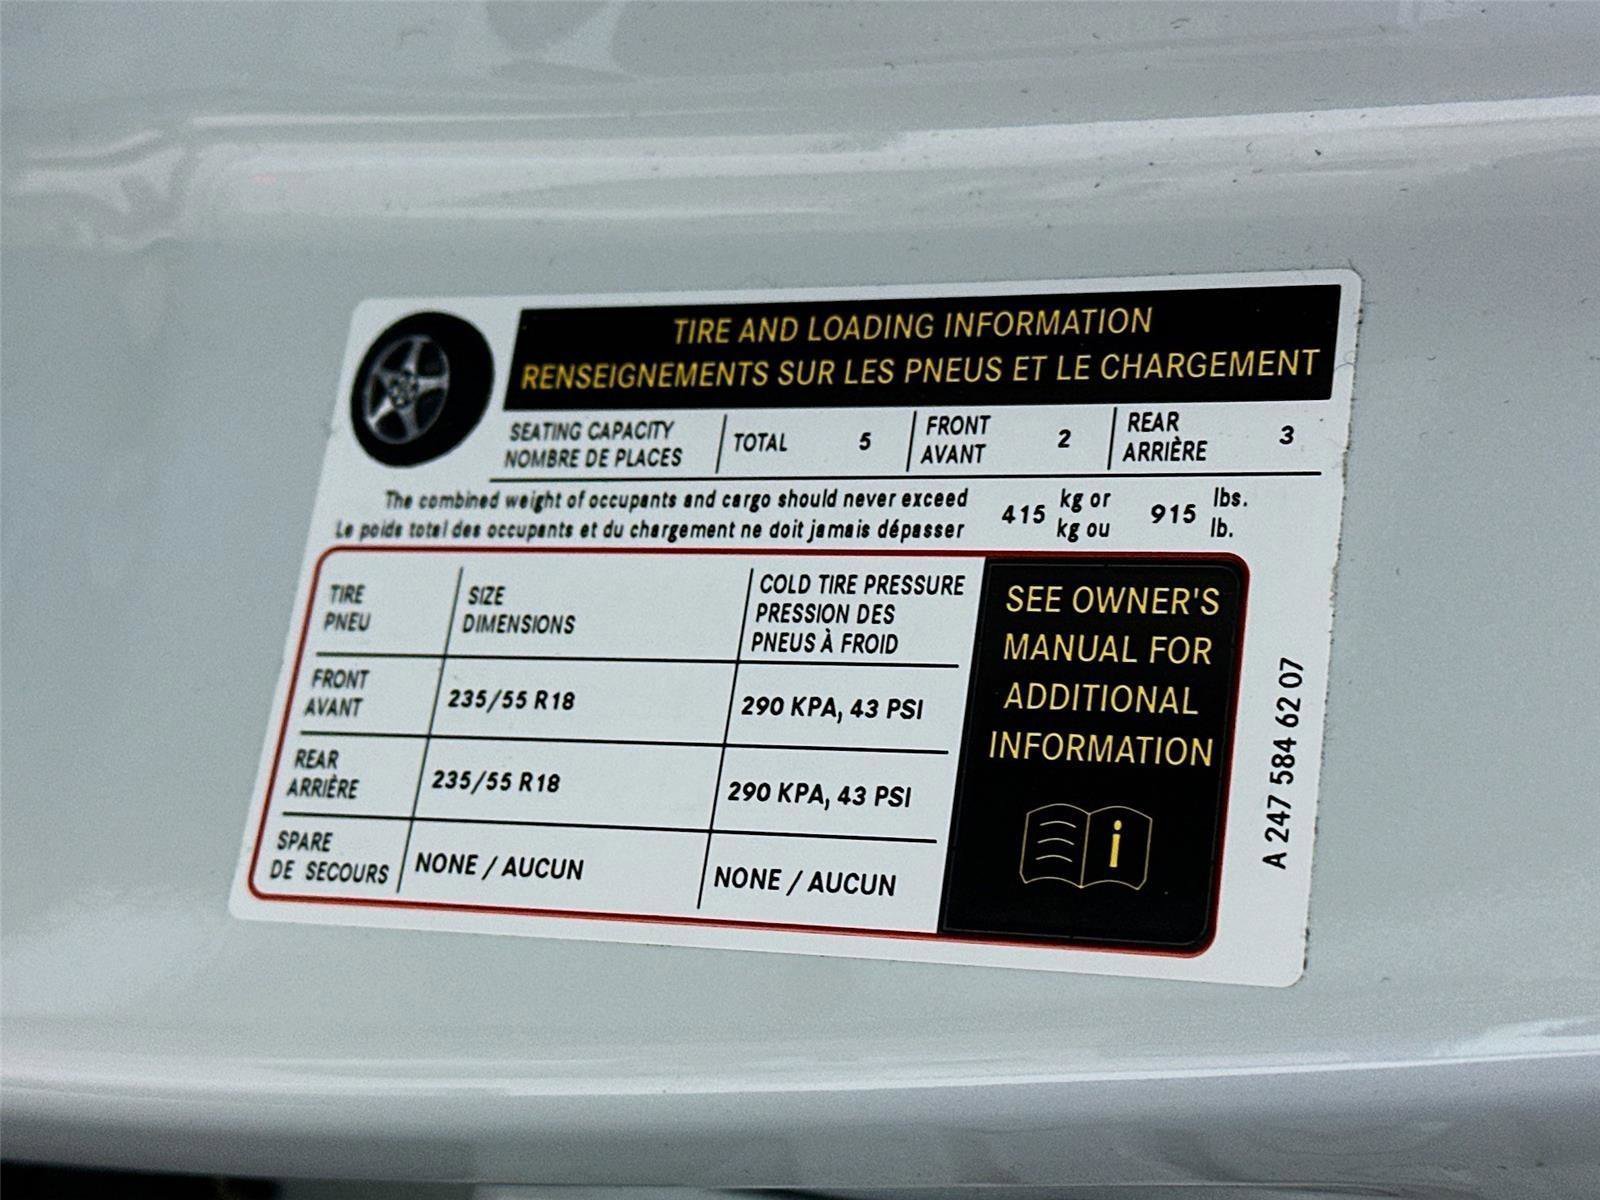 TIRE AND LOADING INFORMATION
RENSEIGNEMENTS SUR LES PNEUS ET LE CHARGEMENT
SEATING CAPACITY
NOMBRE DE PLACES
TOTAL 5
FRONT
AVANT
2
REAR
ARRIÈRE
3
The combined weight of occupants and cargo should never exceed
Le poids total des occupants et du chargement ne doit jamais dépasser
415
kg or
kg ou
915
lbs.
lb.
TIRE
PNEU
SIZE
DIMENSIONS
COLD TIRE PRESSURE
PRESSION DES
PNEUS À FROID
FRONT
AVANT
235/55 R18
290 KPA, 43 PSI
REAR
ARRIÈRE
235/55 R18
290 KPA, 43 PSI
SPARE
DE SECOURS
NONE / AUCUN
NONE / AUCUN
SEE OWNER'S
MANUAL FOR
ADDITIONAL
INFORMATION
i
A 247 584 62 07